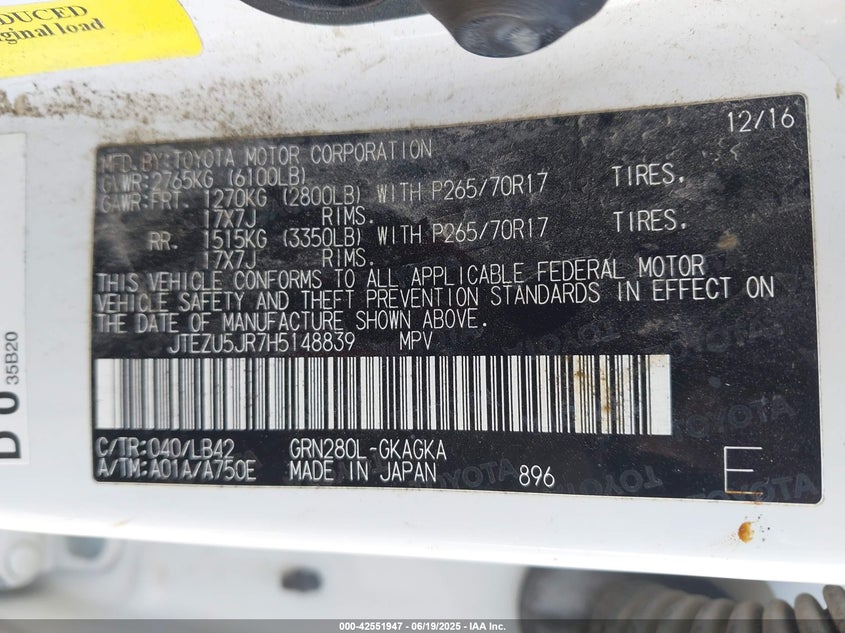 DUCED
ginal load
12/16
MFD.BY:TOYOTA MOTOR CORPORATION
GVWR:2765KG (6100LB)
GAWR:FRT. 1270KG (2800LB) WITH P265/70R17 TIRES,
17X7J RIMS.
RR. 1515KG (3350LB) WITH P265/70R17 TIRES,
17X7J RIMS.
THIS VEHICLE CONFORMS TO ALL APPLICABLE FEDERAL MOTOR
VEHICLE SAFETY AND THEFT PREVENTION STANDARDS IN EFFECT ON
THE DATE OF MANUFACTURE SHOWN ABOVE.
JTEZU5JR7H5148839 MPV
C/TR:040/LB42 GRN280L-GKAGKA
A/TM:A01A/A750E MADE IN JAPAN 896 E
35B20
000-42551947 / 06/19/2025 - IAA Inc.